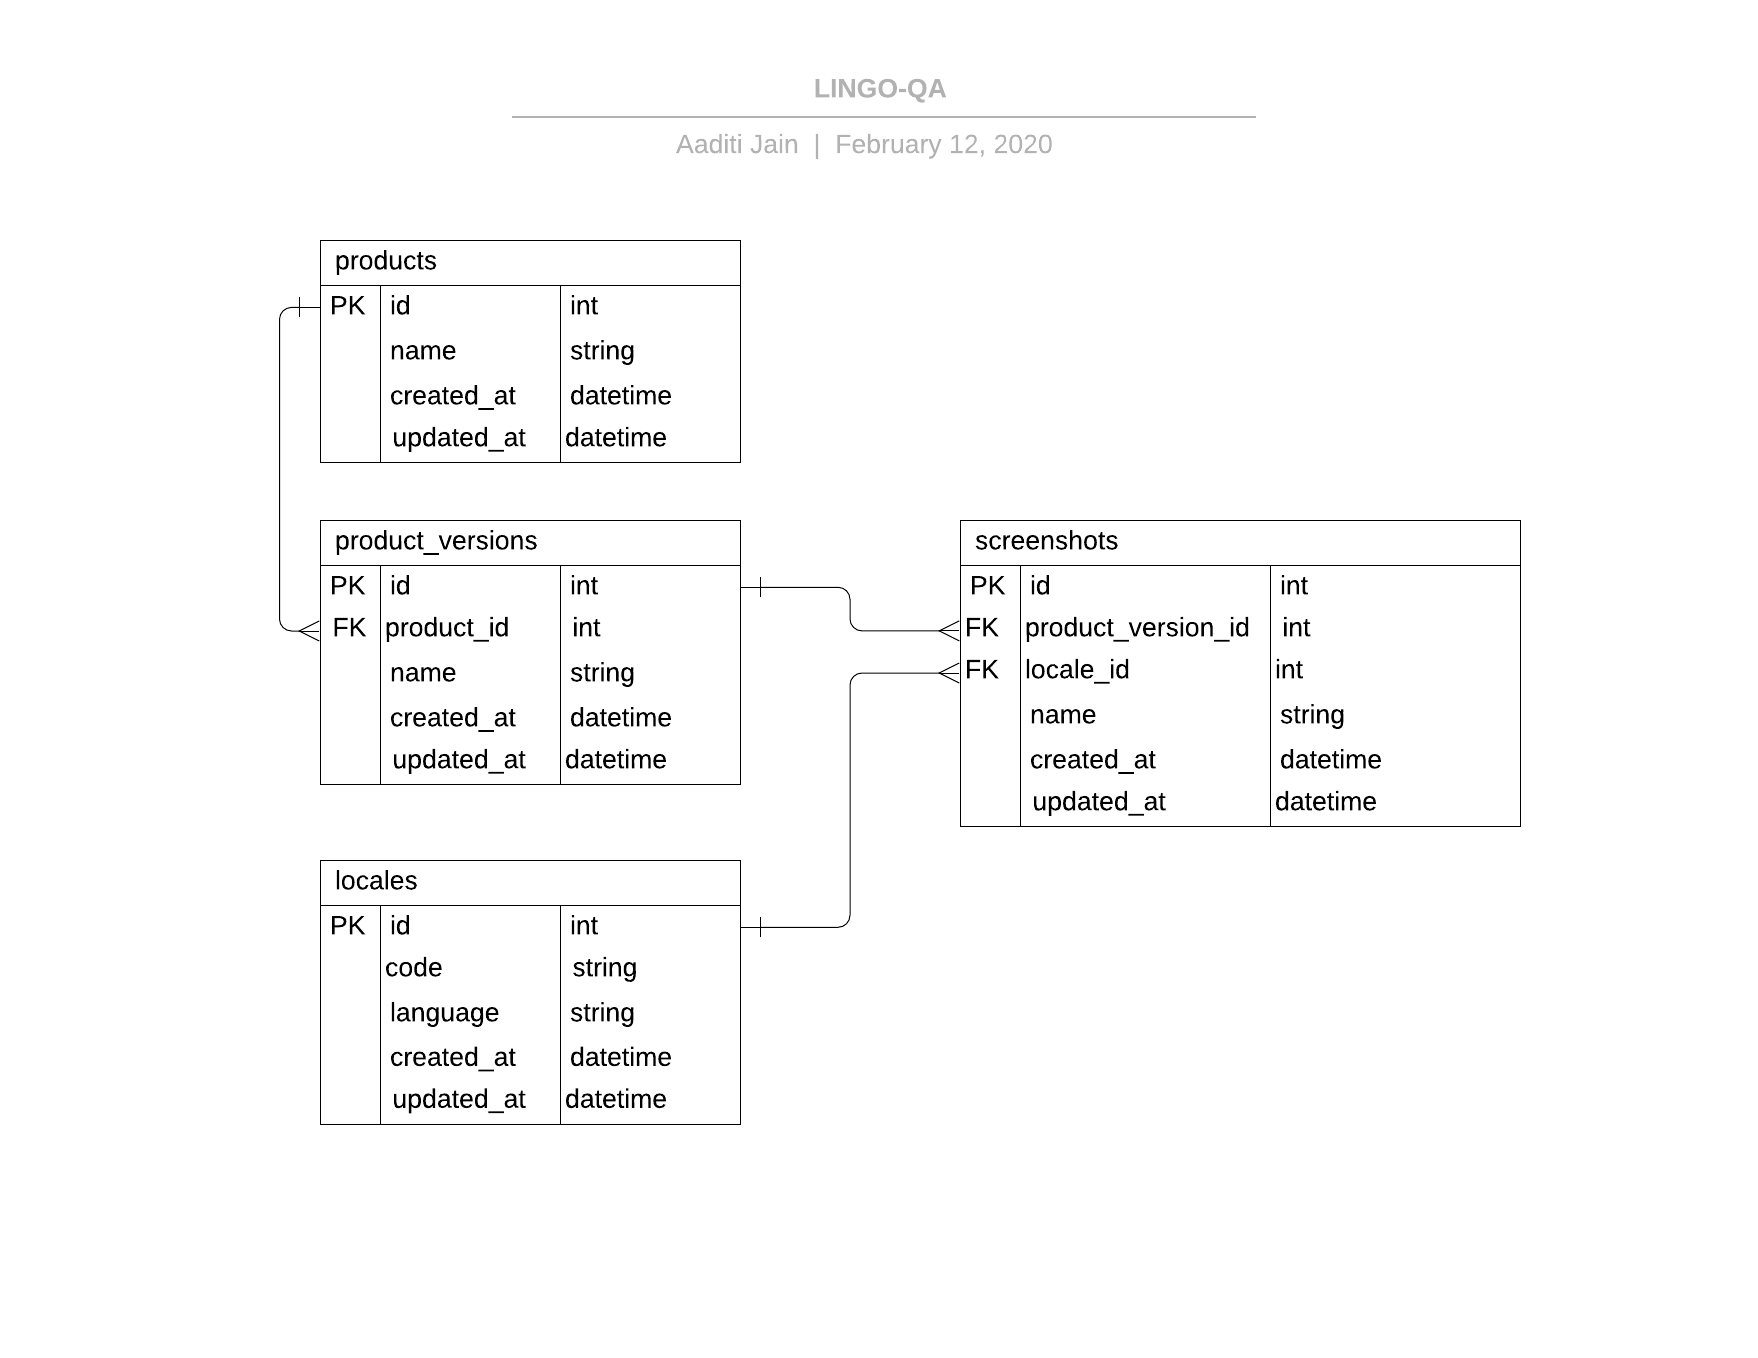 LINGO-QA
Aaditi Jain | February 12, 2020
products
PK id int
name string
created_at datetime
updated_at datetime
product_versions
PK id int
FK product_id int
name string
created_at datetime
updated_at datetime
screenshots
PK id int
FK product_version_id int
FK locale_id int
name string
created_at datetime
updated_at datetime
locales
PK id int
code string
language string
created_at datetime
updated_at datetime